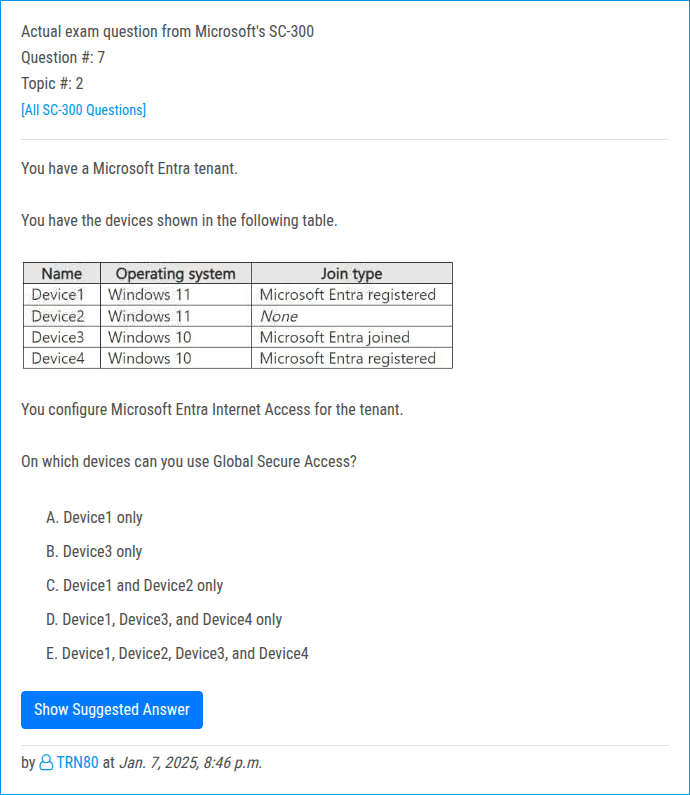 Actual exam question from Microsoft's SC-300
Question #: 7
Topic #: 2
[All SC-300 Questions]
You have a Microsoft Entra tenant.
You have the devices shown in the following table.
Name Operating system Join type
Device1 Windows 11 Microsoft Entra registered
Device2 Windows 11 None
Device3 Windows 10 Microsoft Entra joined
Device4 Windows 10 Microsoft Entra registered
You configure Microsoft Entra Internet Access for the tenant.
On which devices can you use Global Secure Access?
A. Device1 only
B. Device3 only
C. Device1 and Device2 only
D. Device1, Device3, and Device4 only
E. Device1, Device2, Device3, and Device4
Show Suggested Answer
by TRN80 at Jan. 7, 2025, 8:46 p.m.